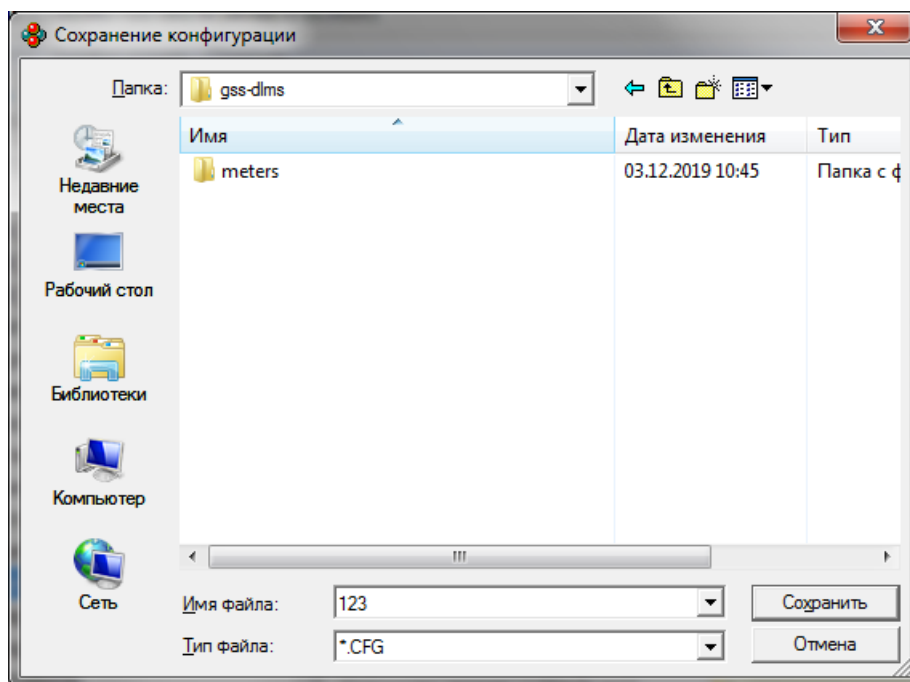 Сохранение конфигурации
Папка:
gss-dlms
Имя
Дата изменения
Тип
meters
03.12.2019 10:45
Папка с ф
Недавние
места
Рабочий стол
Библиотеки
Компьютер
Сеть
Имя файла:
123
Сохранить
Тип файла:
*.CFG
Отмена